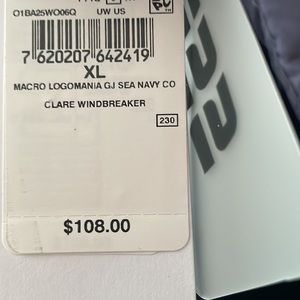 O1BA25WO06Q UW US
7 620207 642419
XL
MACRO LOGOMANIA GJ SEA NAVY CO
CLARE WINDBREAKER
230
$108.00